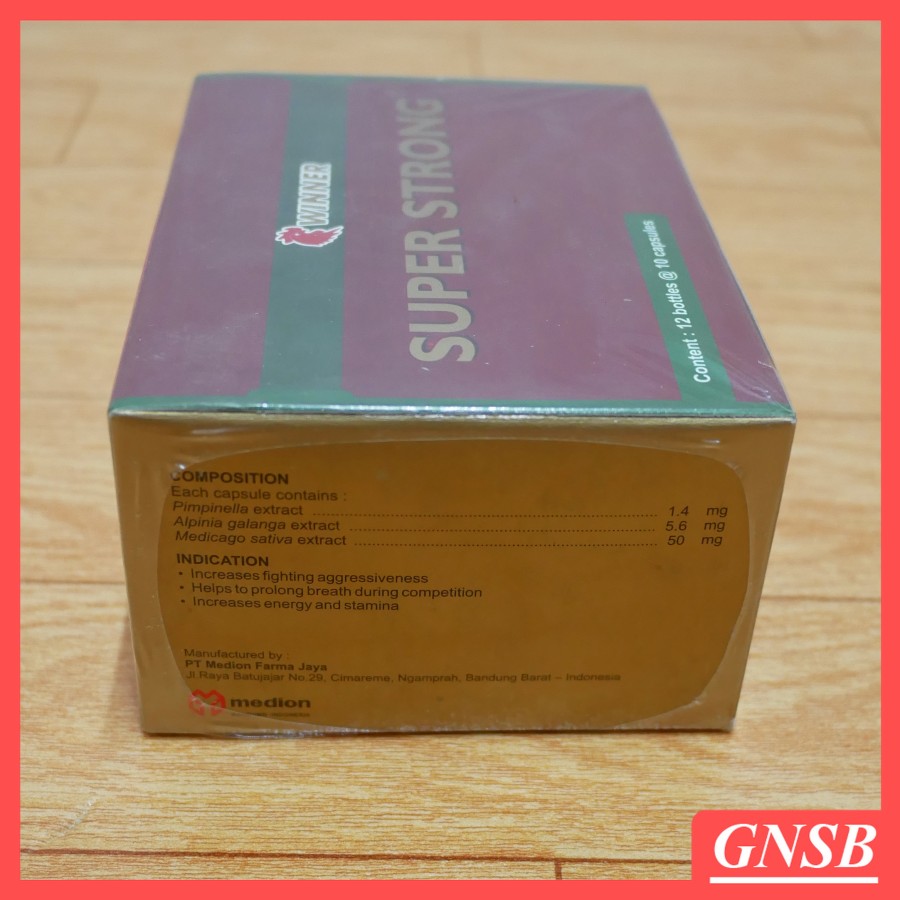 WINNER
SUPER STRONG
Content : 12 bottles @ 10 capsules
COMPOSITION
Each capsule contains :
Pimpinella extract ........................ 1.4 mg
Alpinia galanga extract ........................ 5.6 mg
Medicago sativa extract ........................ 50 mg
INDICATION
• Increases fighting aggressiveness
• Helps to prolong breath during competition
• Increases energy and stamina
Manufactured by :
PT Medion Farma Jaya
Jl.Raya Batujajar No.29, Cimareme, Ngamprah, Bandung Barat – Indonesia
medion
GNSB